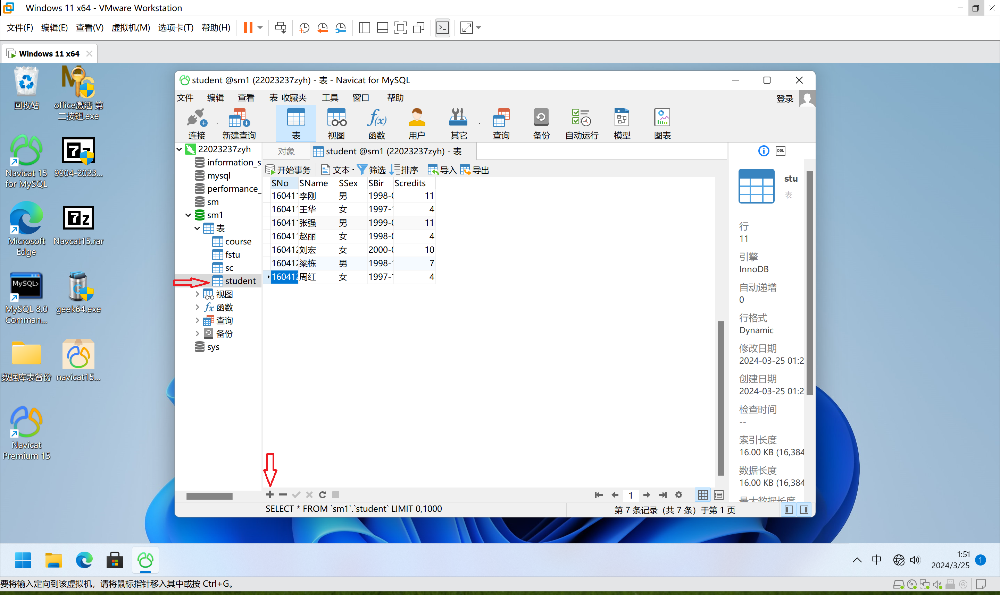 Windows 11 x64 - VMware Workstation
文件(F) 编辑(E) 查看(V) 虚拟机(M) 选项卡(T) 帮助(H)
Windows 11 x64
回收站
office激活 第二按钮.exe
Navicat 15 for MySQL
9904-2023...
Microsoft Edge
Navcat15.rar
MySQL>
MySQL 8.0 Comman...
geek64.exe
数据库表备份
navicat15...
Navicat Premium 15
student @sm1 (22023237zyh) - 表 - Navicat for MySQL
文件 编辑 查看 表 收藏夹 工具 窗口 帮助
登录
连接 新建查询 表 视图 函数 用户 其它 查询 备份 自动运行 模型 图表
22023237zyh
information_s
mysql
performance_
sm
sm1
表
course
fstu
sc
student
视图
函数
查询
备份
sys
对象 student @sm1 (22023237zyh) - 表
开始事务 文本 筛选 排序 导入 导出
SNo SName SSex SBir Scredits
160411 李刚 男 1998-0 11
160411 王华 女 1997-1 4
160411 张强 男 1999-0 11
160411 赵丽 女 1998-0 4
160412 刘宏 女 2000-0 10
160412 梁栋 男 1998-1 7
160412 周红 女 1997-1 4
DDL
stu
表
行
11
引擎
InnoDB
自动递增
0
行格式
Dynamic
修改日期
2024-03-25 01:2
创建日期
2024-03-25 01:2
检查时间
--
索引长度
16.00 KB (16,384
数据长度
16.00 KB (16,384
最大数据长度
1
SELECT * FROM `sm1`.`student` LIMIT 0,1000
第 7 条记录（共 7 条）于第 1 页
中
1:51
2024/3/25
1
要将输入定向到该虚拟机，请将鼠标指针移入其中或按 Ctrl+G。